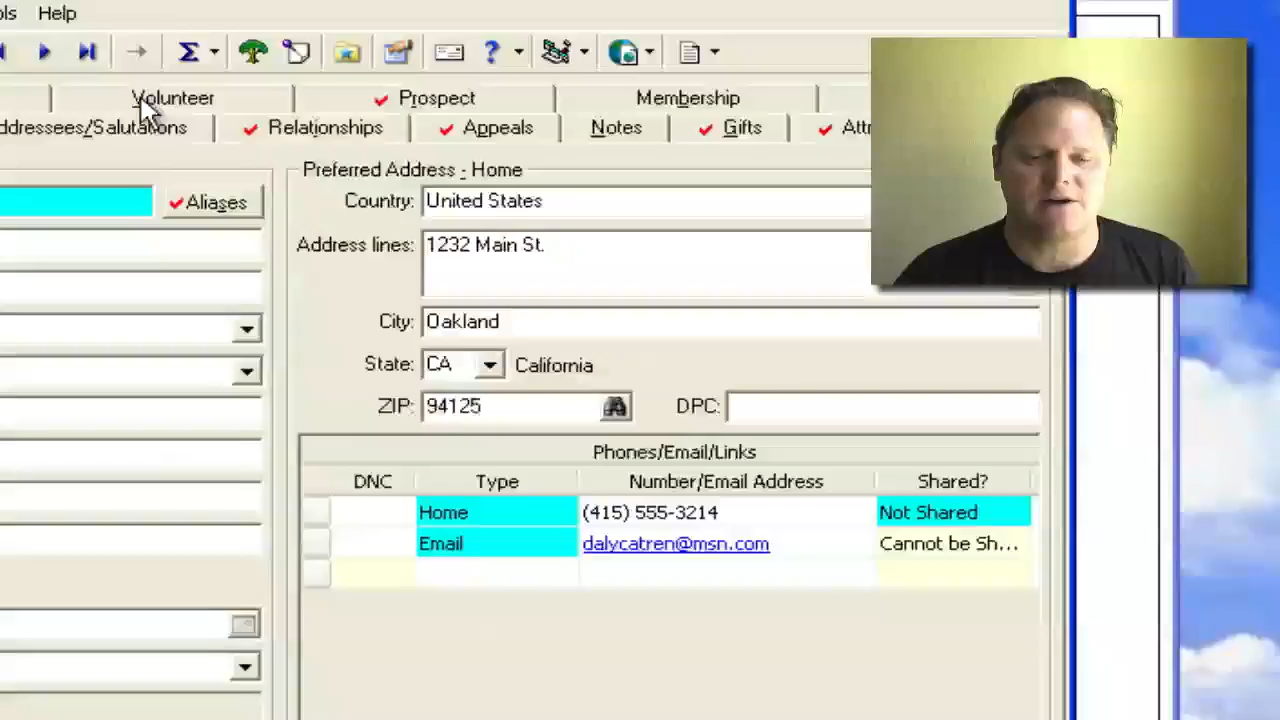 ols Help
Volunteer Prospect Membership
ddressees/Salutations Relationships Appeals Notes Gifts Attr
Preferred Address - Home
Aliases
Country: United States
Address lines: 1232 Main St.
City: Oakland
State: CA California
ZIP: 94125 DPC:
Phones/Email/Links
DNC Type Number/Email Address Shared?
Home (415) 555-3214 Not Shared
Email dalycatren@msn.com Cannot be Sh...